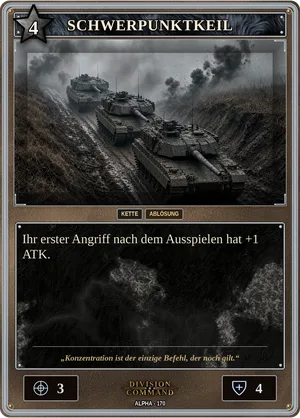 4
SCHWERPUNKTKEIL
KETTE ABLÖSUNG
Ihr erster Angriff nach dem Ausspielen hat +1
ATK.
„Konzentration ist der einzige Befehl, der noch gilt.“
3
DIVISION
COMMAND
ALPHA - 170
4